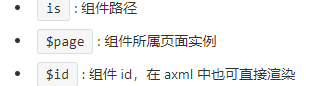 is : 组件路径
$page : 组件所属页面实例
$id : 组件 id，在 axml 中也可直接渲染